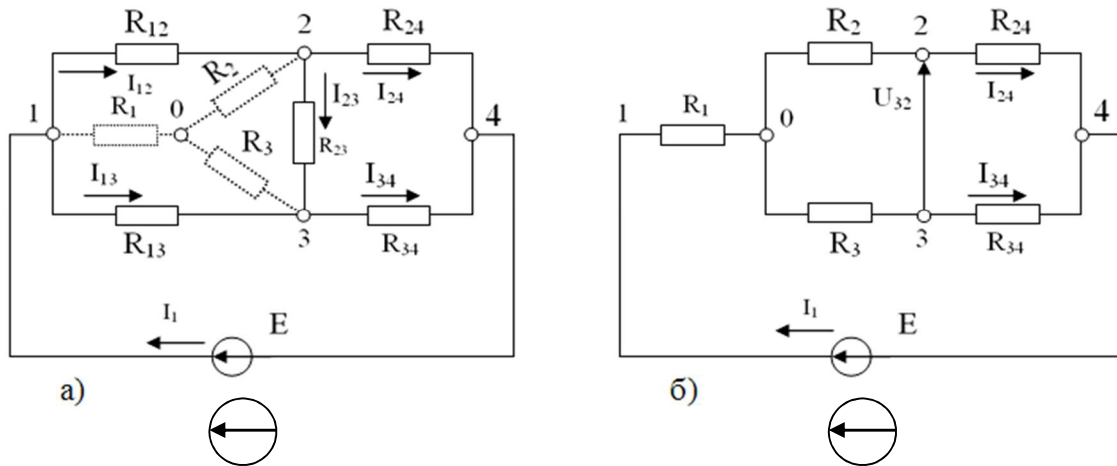 R₁₂ 2 R₂₄
I₁₂ R₂ I₂₃ I₂₄
1 R₁ 0 4
R₃ R₂₃
I₁₃ I₃₄
R₁₃ 3 R₃₄
I₁ E
а)
R₂ 2 R₂₄
U₃₂ I₂₄
1 R₁ 0 4
I₃₄
R₃ 3 R₃₄
I₁ E
б)